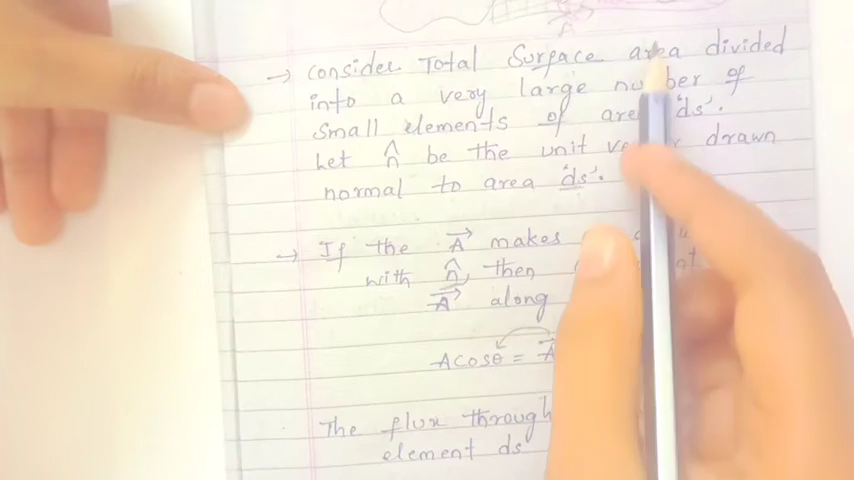 → consider Total Surface area divided
into a very large number of
small elements of area 'ds'.
Let n̂ be the unit vector drawn
normal to area 'ds'.
→ If the A⃗ makes
with n̂, then
A⃗ along
A cosθ = A⃗
The flux through
element ds